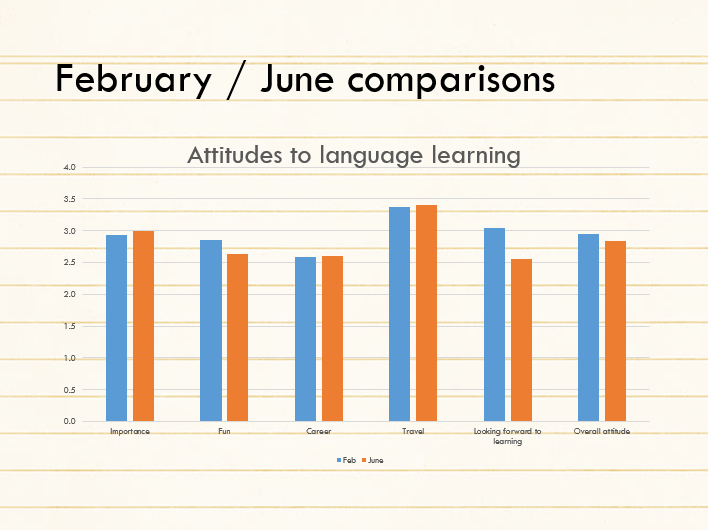 February / June comparisons
Attitudes to language learning
4.0
3.5
3.0
2.5
2.0
1.5
1.0
0.5
0.0
Importance Fun Career Travel Looking forward to Overall attitude
learning
Feb June